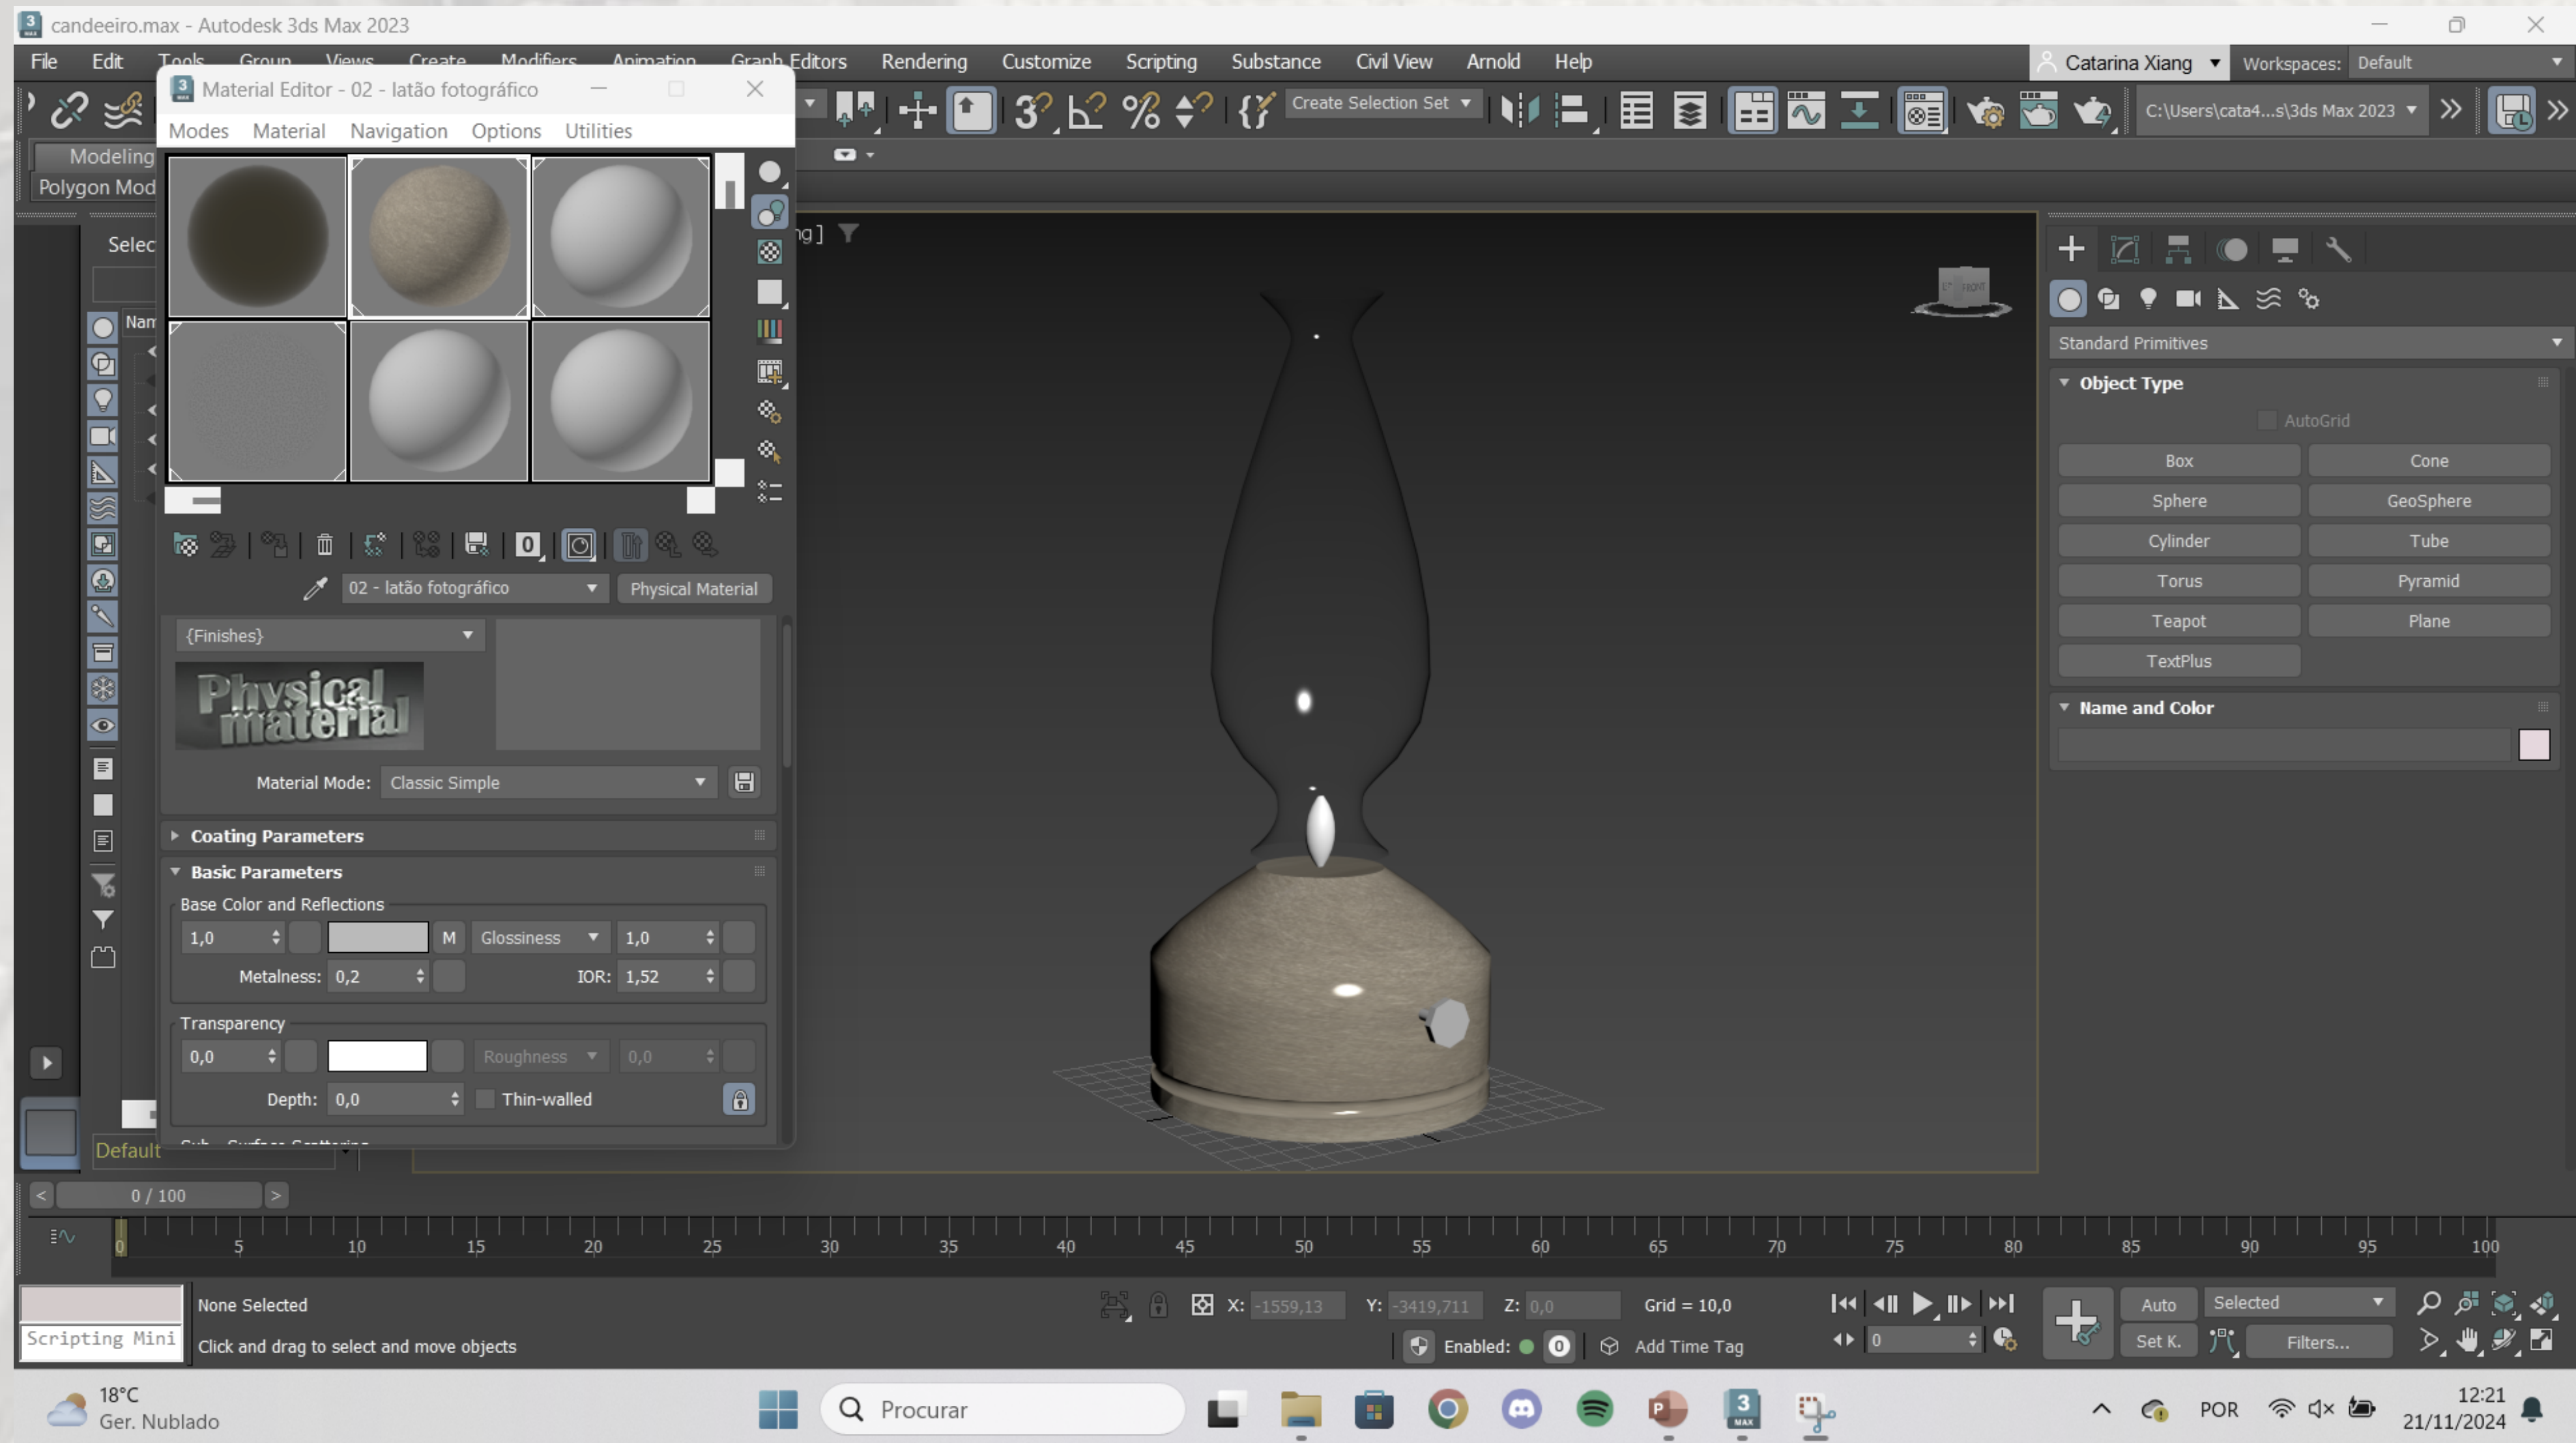 candeeiro.max - Autodesk 3ds Max 2023
File Edit Tools Group Views Create Modifiers Animation Graph Editors Rendering Customize Scripting Substance Civil View Arnold Help
Catarina Xiang Workspaces: Default
Material Editor - 02 - latão fotográfico
Create Selection Set
C:\Users\cata4...s\3ds Max 2023
Modes Material Navigation Options Utilities
Modeling
Polygon Mod
ng ]
Selec
FRONT
Nam
Standard Primitives
Object Type
AutoGrid
Box Cone
Sphere GeoSphere
Cylinder Tube
Torus Pyramid
Teapot Plane
TextPlus
Name and Color
02 - latão fotográfico Physical Material
{Finishes}
Physical
material
Material Mode: Classic Simple
Coating Parameters
Basic Parameters
Base Color and Reflections
1,0 M Glossiness 1,0
Metalness: 0,2 IOR: 1,52
Transparency
0,0 Roughness 0,0
Depth: 0,0 Thin-walled
Sub - Surface Scattering
Default
0 / 100
0 5 10 15 20 25 30 35 40 45 50 55 60 65 70 75 80 85 90 95 100
None Selected
X: -1559,13 Y: -3419,711 Z: 0,0 Grid = 10,0
Auto Selected
Scripting Mini
Click and drag to select and move objects
Enabled: 0 Add Time Tag
0
Set K. Filters...
18°C
Ger. Nublado
Procurar
POR
12:21
21/11/2024